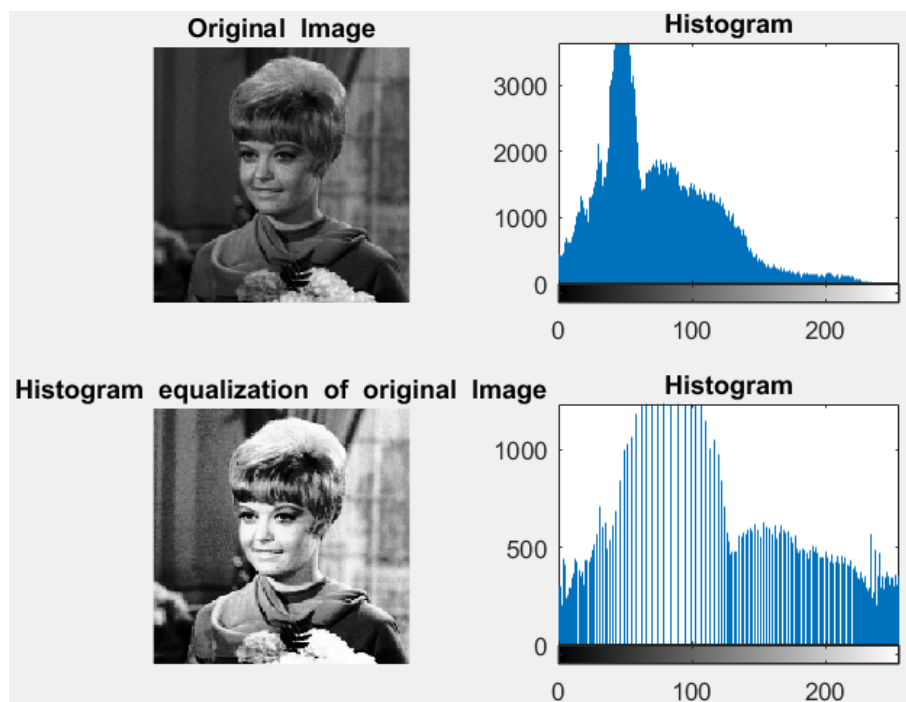 Original Image
Histogram
3000
2000
1000
0
0 100 200
Histogram equalization of original Image
Histogram
1000
500
0
0 100 200